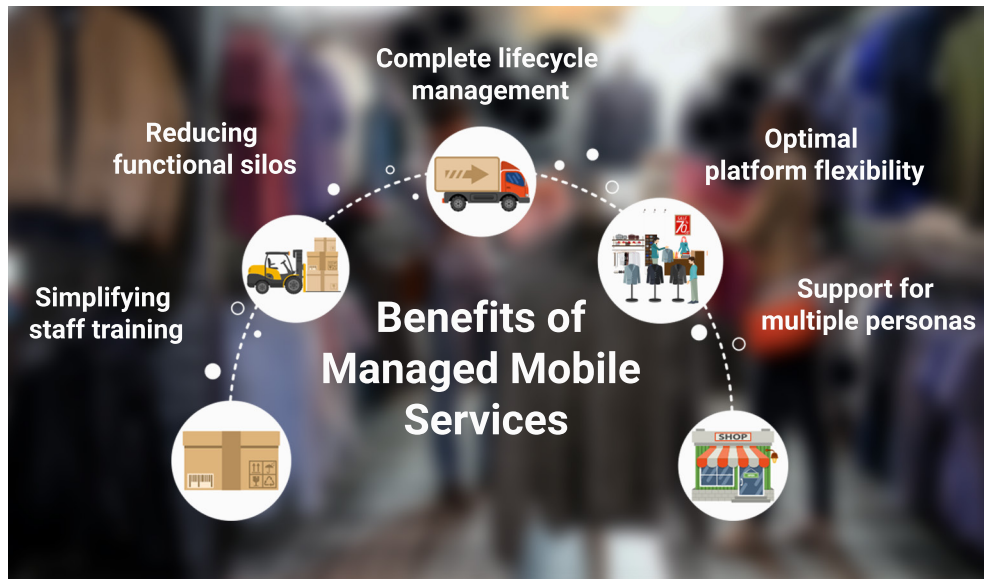 Complete lifecycle
management
Reducing
functional silos
Optimal
platform flexibility
Simplifying
staff training
Support for
multiple personas
Benefits of
Managed Mobile
Services
SHOP